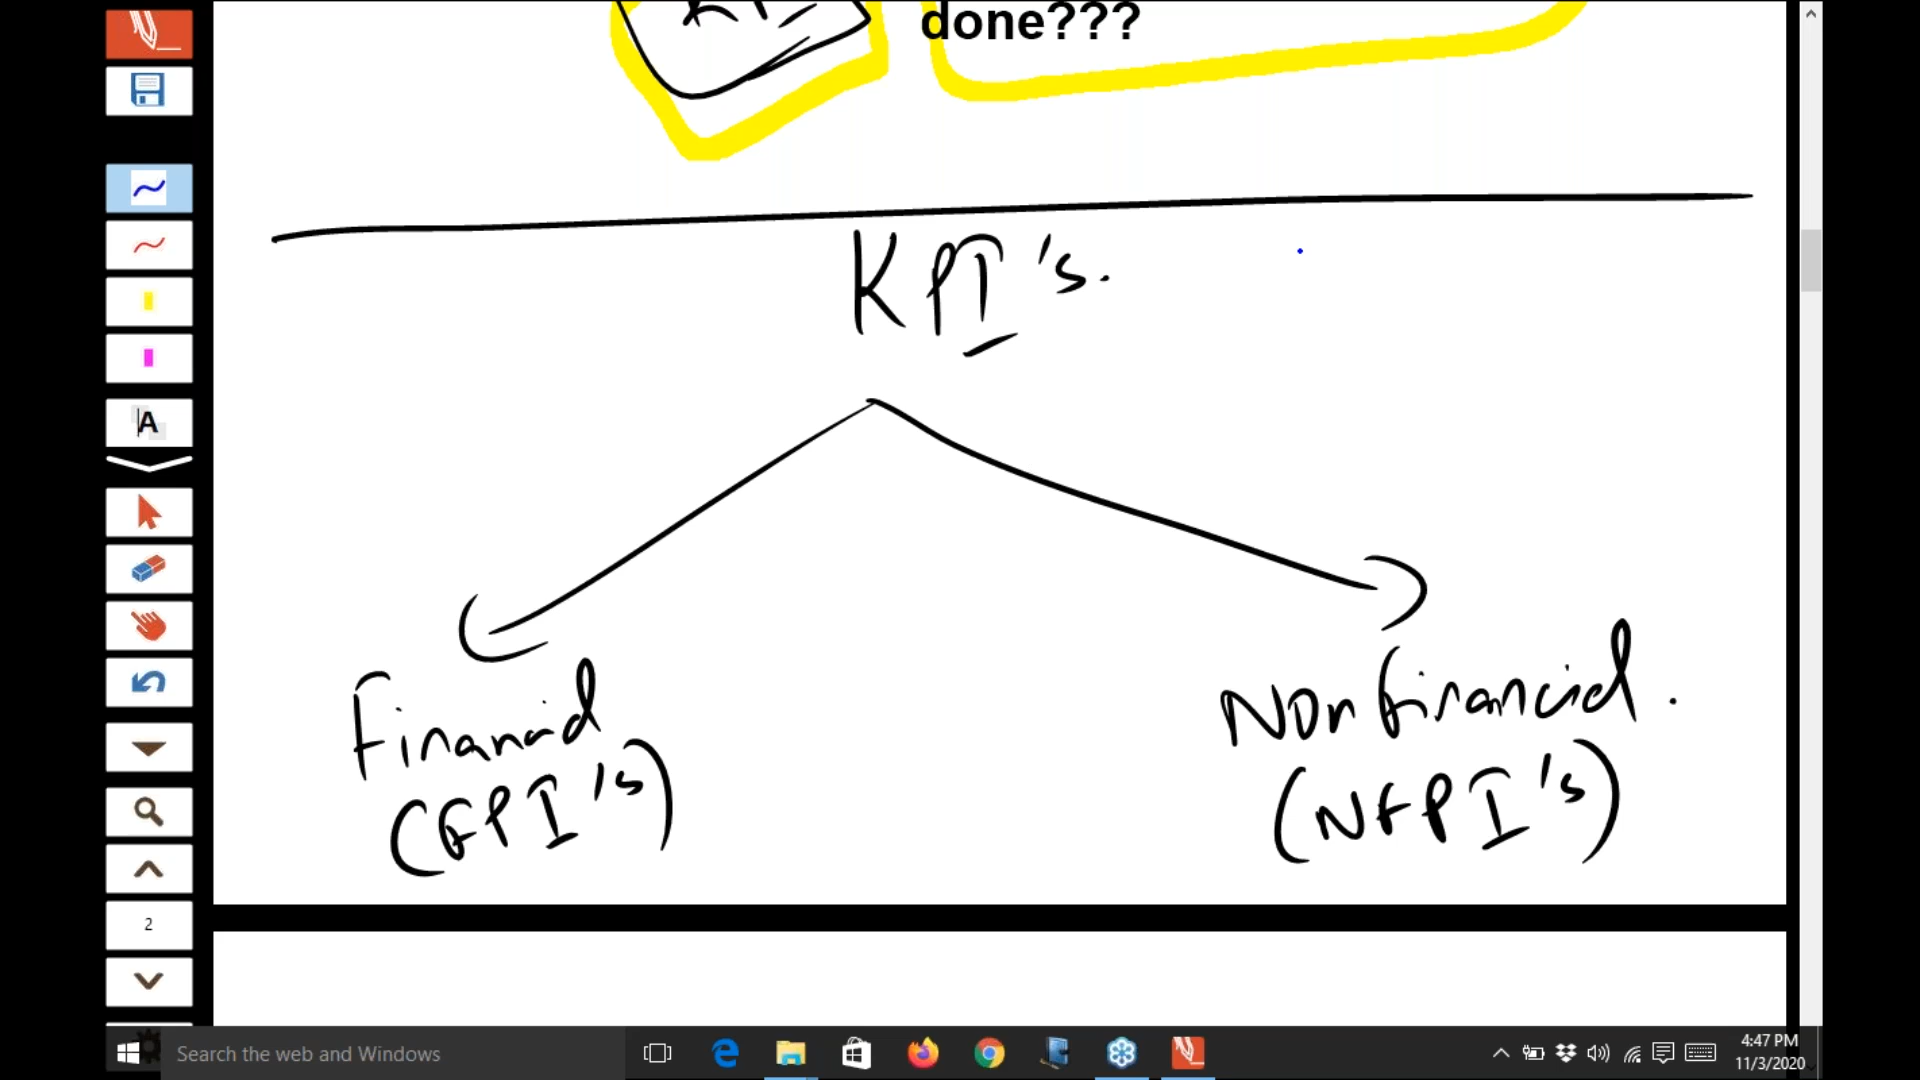 done???
KPI's.
Financial
(FPI's)
Non financial.
(NFPI's)
A
2
Search the web and Windows
4:47 PM
11/3/2020